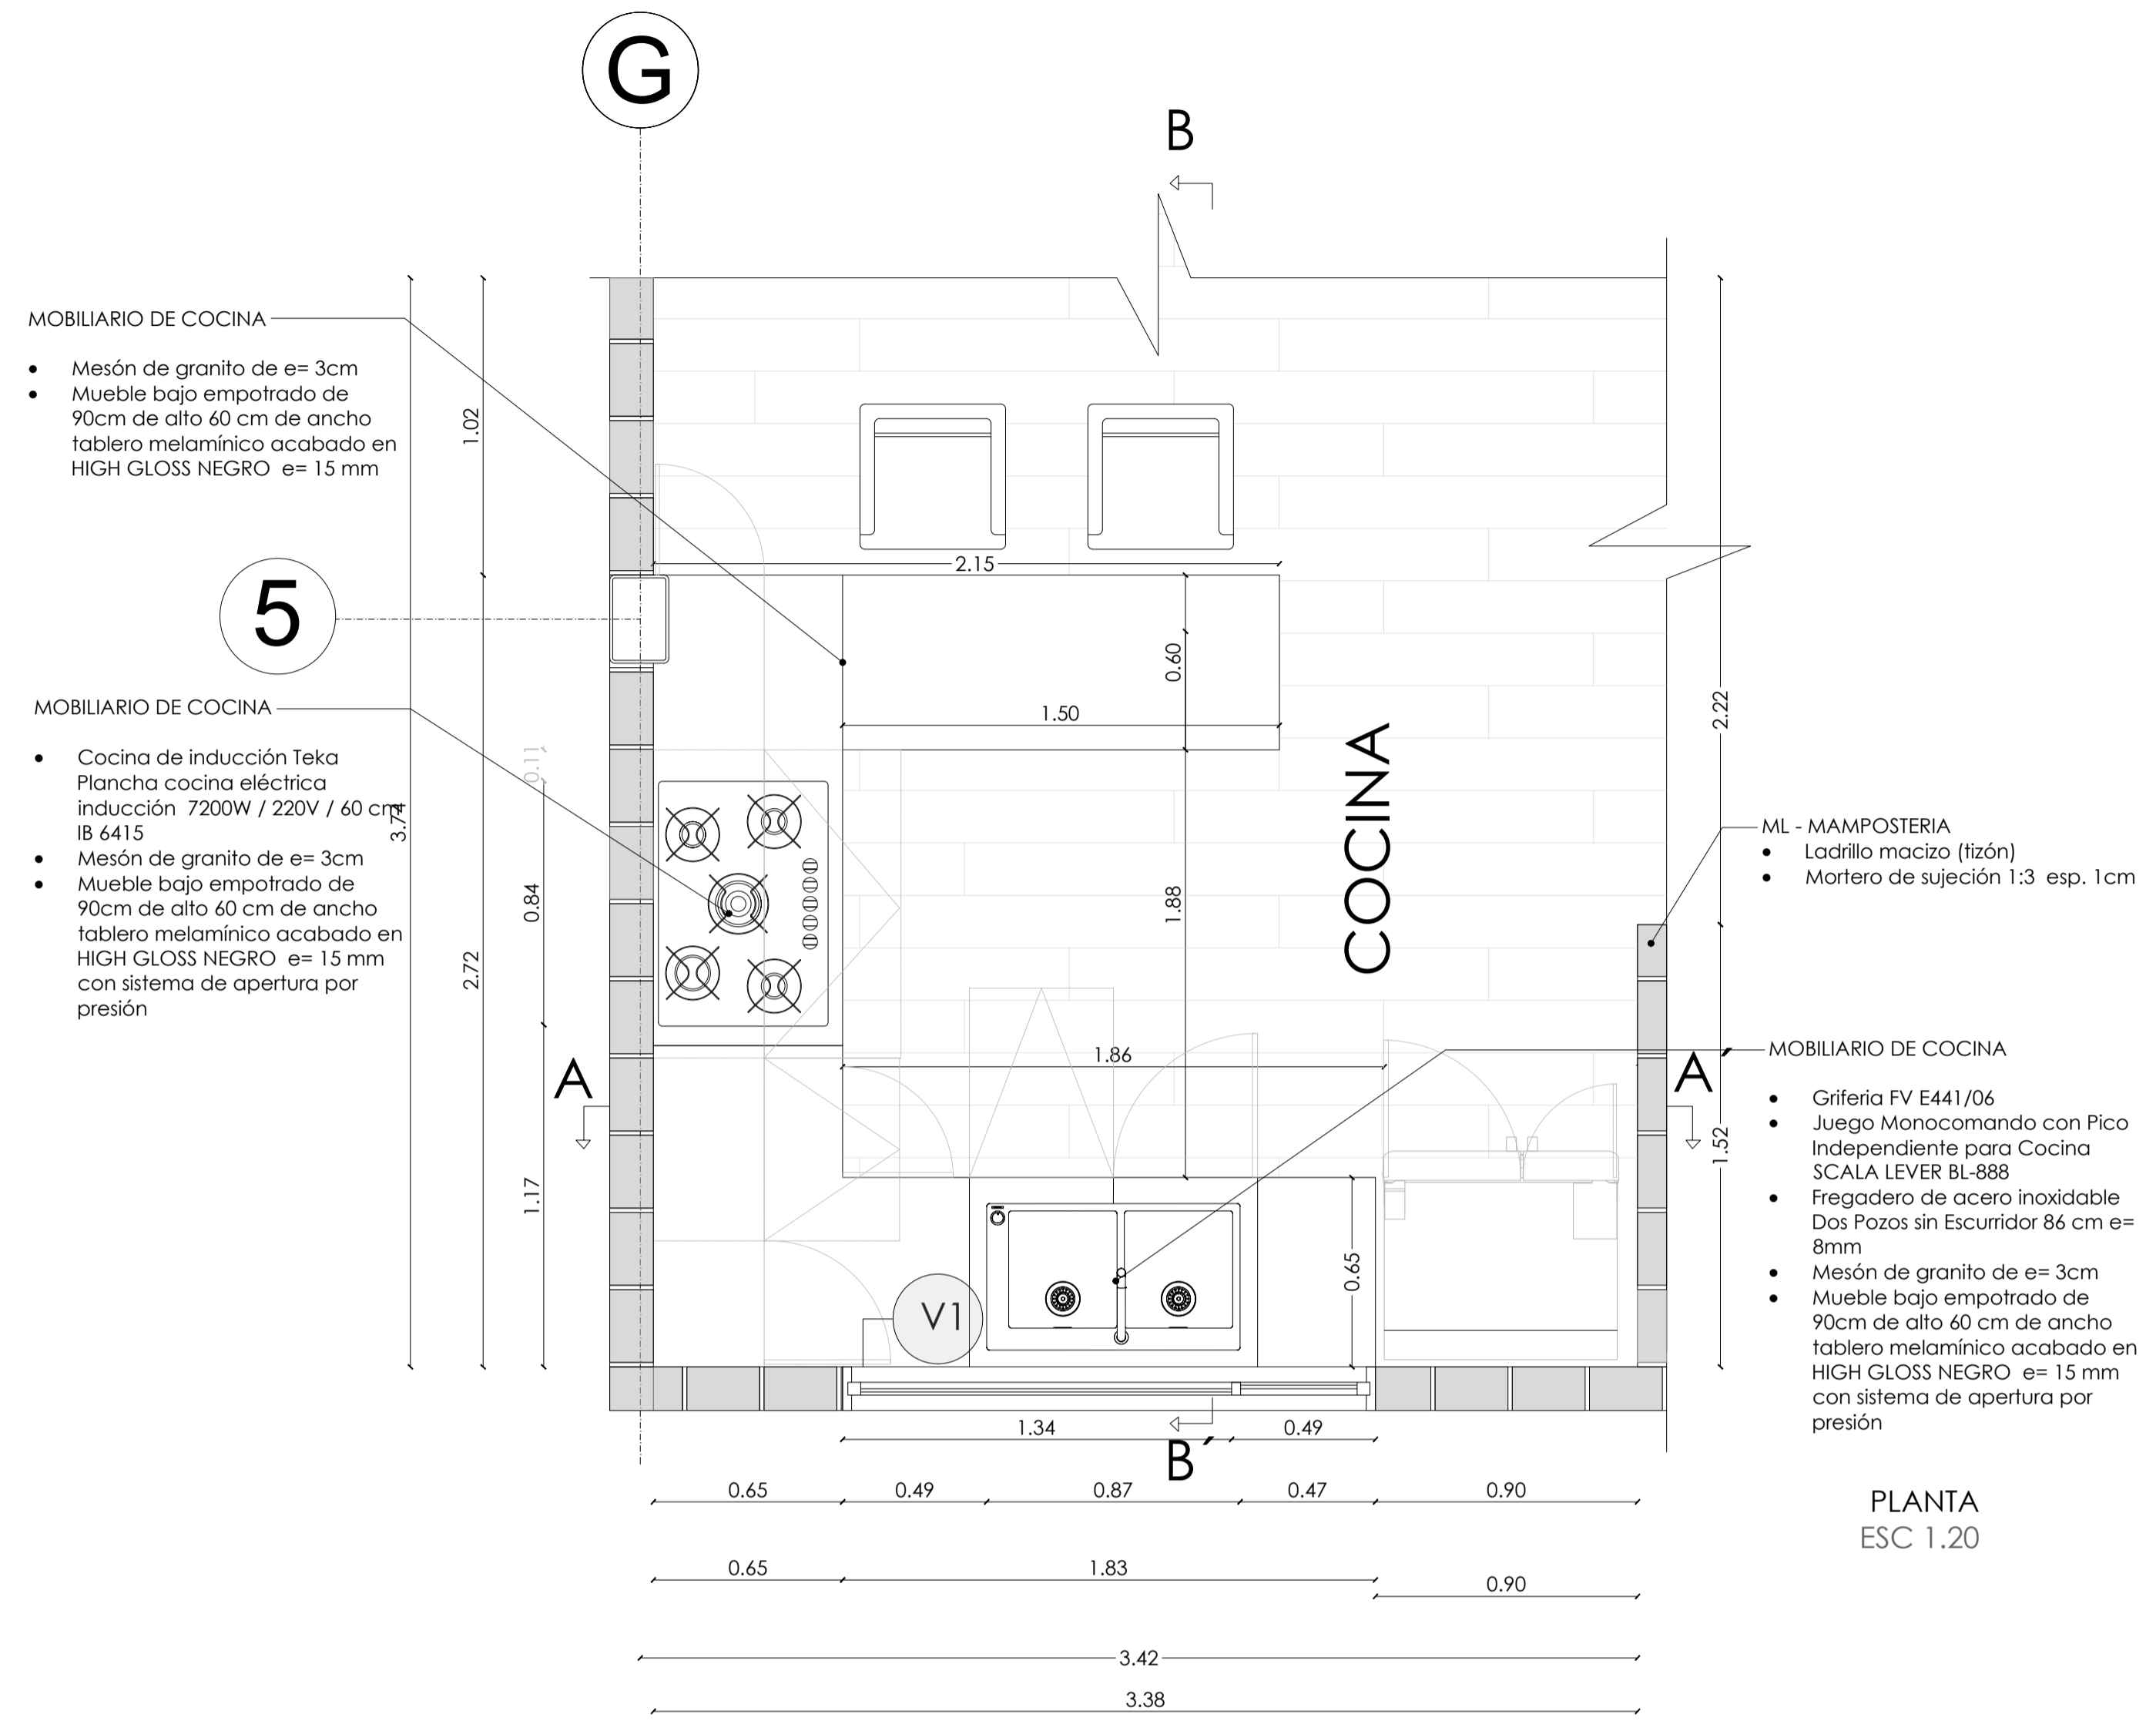 G
B
MOBILIARIO DE COCINA
• Mesón de granito de e= 3cm
• Mueble bajo empotrado de
90cm de alto 60 cm de ancho
tablero melamínico acabado en
HIGH GLOSS NEGRO e= 15 mm
1.02
5
2.15
0.60
1.50
2.22
COCINA
MOBILIARIO DE COCINA
• Cocina de inducción Teka
Plancha cocina eléctrica
inducción 7200W / 220V / 60 cm
IB 6415
• Mesón de granito de e= 3cm
• Mueble bajo empotrado de
90cm de alto 60 cm de ancho
tablero melamínico acabado en
HIGH GLOSS NEGRO e= 15 mm
con sistema de apertura por
presión
3.74
0.11
0.84
2.72
1.88
ML - MAMPOSTERIA
• Ladrillo macizo (tizón)
• Mortero de sujeción 1:3 esp. 1cm
1.86
A
A´
1.17
1.52
MOBILIARIO DE COCINA
• Griferia FV E441/06
• Juego Monocomando con Pico
Independiente para Cocina
SCALA LEVER BL-888
• Fregadero de acero inoxidable
Dos Pozos sin Escurridor 86 cm e=
8mm
• Mesón de granito de e= 3cm
• Mueble bajo empotrado de
90cm de alto 60 cm de ancho
tablero melamínico acabado en
HIGH GLOSS NEGRO e= 15 mm
con sistema de apertura por
presión
0.65
V1
1.34
0.49
B´
0.65
0.49
0.87
0.47
0.90
PLANTA
ESC 1.20
0.65
1.83
0.90
3.42
3.38